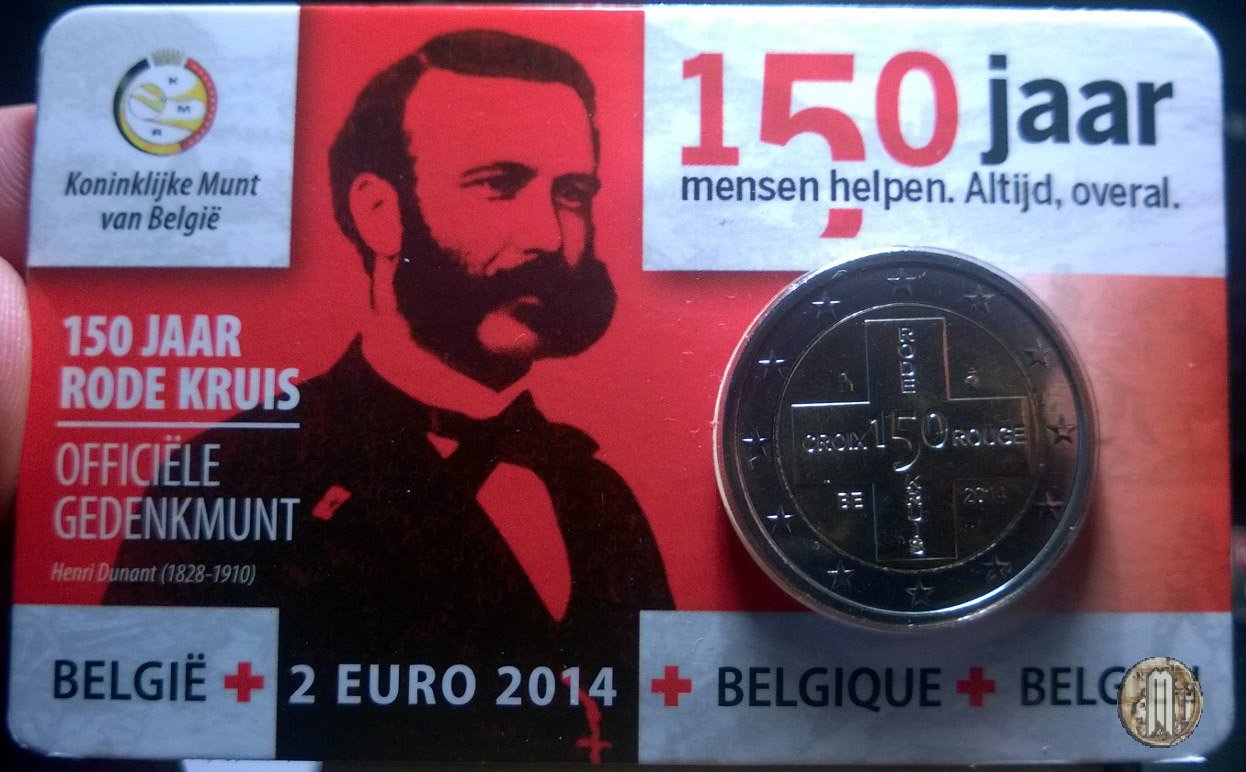 K
M
R
Koninklijke Munt
van België
150 jaar
mensen helpen. Altijd, overal.
150 JAAR
RODE KRUIS
OFFICIËLE
GEDENKMUNT
Henri Dunant (1828-1910)
RODE
CROIX 150 ROUGE
KRUIS
BE 2014
BELGIË + 2 EURO 2014 + BELGIQUE +